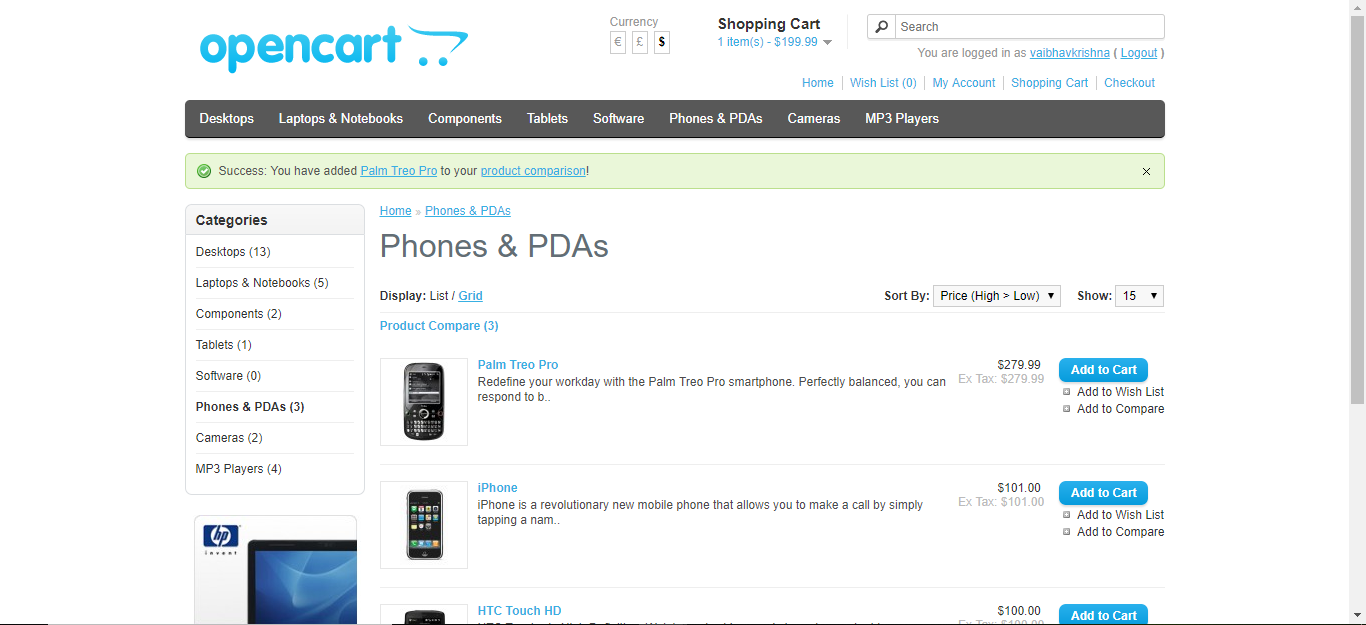 opencart
Currency
€ £ $
Shopping Cart
1 item(s) - $199.99
Search
You are logged in as vaibhavkrishna ( Logout )
Home Wish List (0) My Account Shopping Cart Checkout
Desktops Laptops & Notebooks Components Tablets Software Phones & PDAs Cameras MP3 Players
Success: You have added Palm Treo Pro to your product comparison!
Categories
Desktops (13)
Laptops & Notebooks (5)
Components (2)
Tablets (1)
Software (0)
Phones & PDAs (3)
Cameras (2)
MP3 Players (4)
hp
invent
Home » Phones & PDAs
Phones & PDAs
Display: List / Grid
Sort By: Price (High > Low) Show: 15
Product Compare (3)
Palm Treo Pro
Redefine your workday with the Palm Treo Pro smartphone. Perfectly balanced, you can
respond to b..
$279.99
Ex Tax: $279.99
Add to Cart
Add to Wish List
Add to Compare
iPhone
iPhone is a revolutionary new mobile phone that allows you to make a call by simply
tapping a nam..
$101.00
Ex Tax: $101.00
Add to Cart
Add to Wish List
Add to Compare
HTC Touch HD
$100.00
Ex Tax: $100.00
Add to Cart